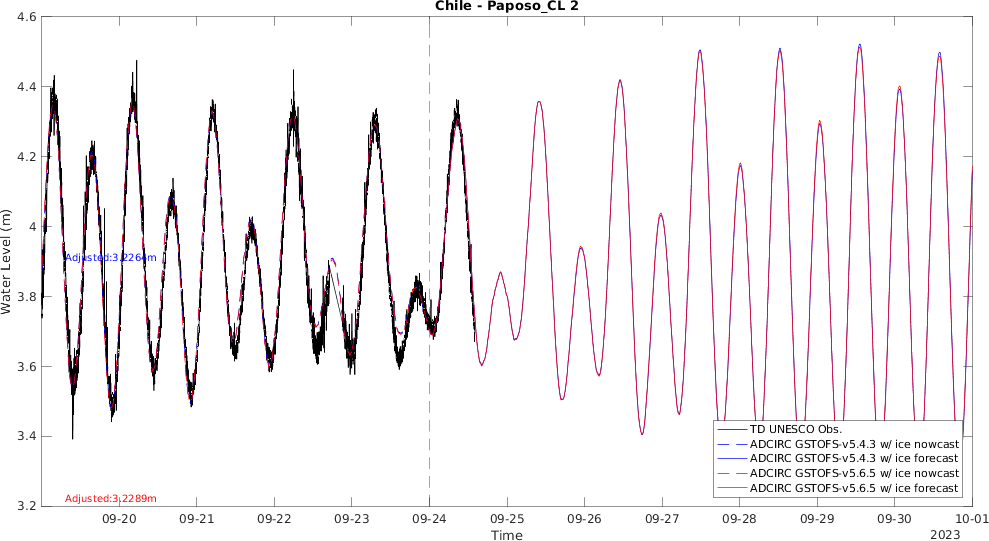 Chile - Paposo_CL 2
4.6
4.4
4.2
4
3.8
3.6
3.4
3.2
Water Level (m)
Adjusted:3.2264m
Adjusted:3.2289m
TD UNESCO Obs.
ADCIRC GSTOFS-v5.4.3 w/ ice nowcast
ADCIRC GSTOFS-v5.4.3 w/ ice forecast
ADCIRC GSTOFS-v5.6.5 w/ ice nowcast
ADCIRC GSTOFS-v5.6.5 w/ ice forecast
09-20 09-21 09-22 09-23 09-24 09-25 09-26 09-27 09-28 09-29 09-30 10-01
Time
2023